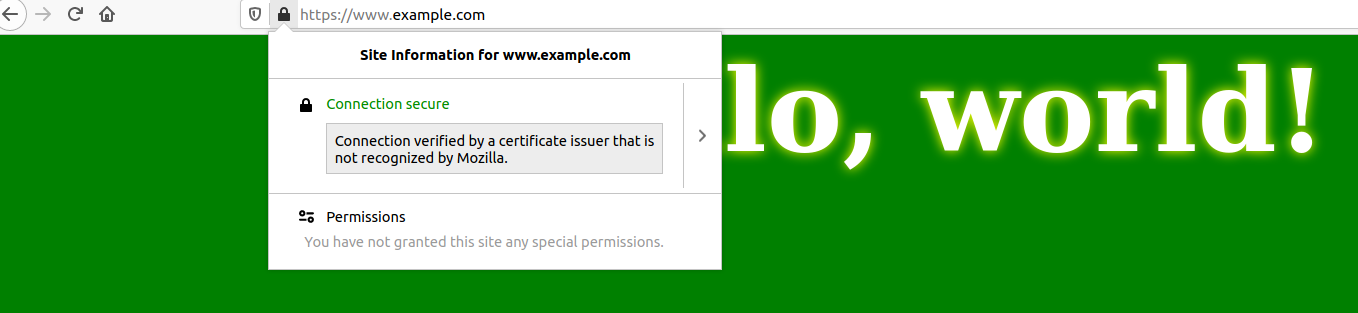 https://www.example.com
Site Information for www.example.com
lo, world!
Connection secure
Connection verified by a certificate issuer that is
not recognized by Mozilla.
Permissions
You have not granted this site any special permissions.